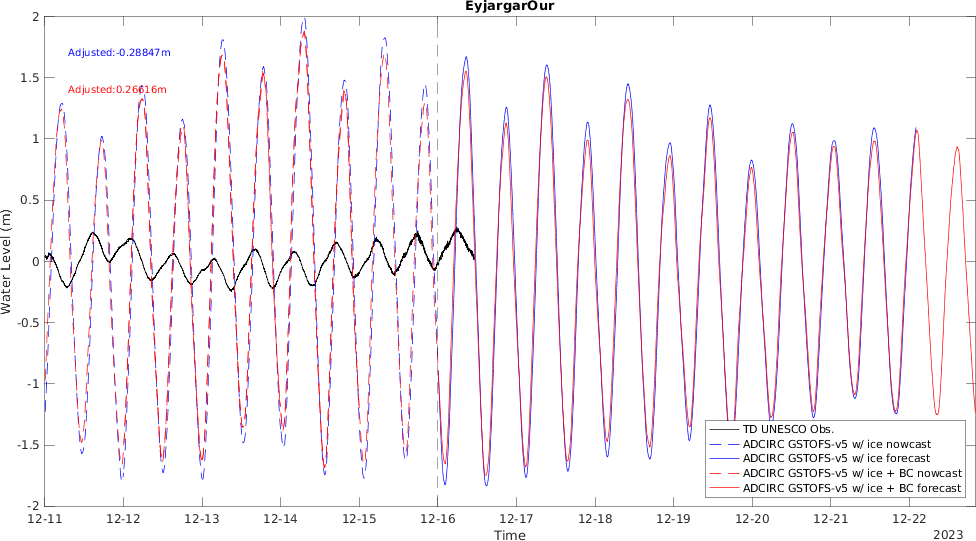 EyjargarOur
Adjusted:-0.28847m
Adjusted:0.26616m
Water Level (m)
2
1.5
1
0.5
0
-0.5
-1
-1.5
-2
12-11 12-12 12-13 12-14 12-15 12-16 12-17 12-18 12-19 12-20 12-21 12-22
Time
2023
TD UNESCO Obs.
ADCIRC GSTOFS-v5 w/ ice nowcast
ADCIRC GSTOFS-v5 w/ ice forecast
ADCIRC GSTOFS-v5 w/ ice + BC nowcast
ADCIRC GSTOFS-v5 w/ ice + BC forecast